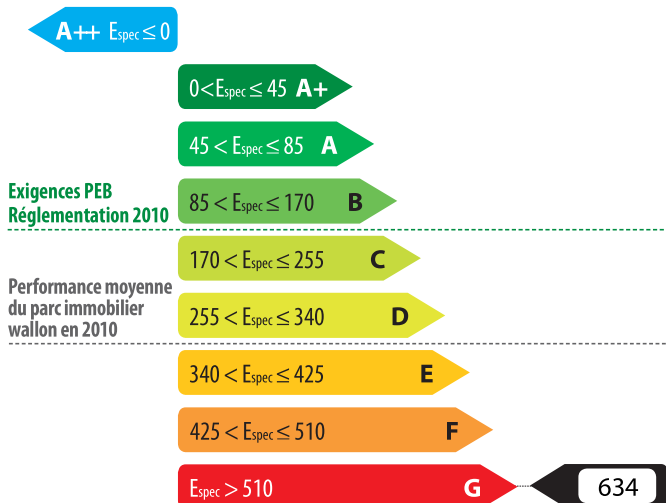 A++ Espec ≤ 0
0<Espec ≤ 45 A+
45 < Espec ≤ 85 A
Exigences PEB
Réglementation 2010
85 < Espec ≤ 170 B
170 < Espec ≤ 255 C
Performance moyenne
du parc immobilier
wallon en 2010
255 < Espec ≤ 340 D
340 < Espec ≤ 425 E
425 < Espec ≤ 510 F
Espec > 510 G 634